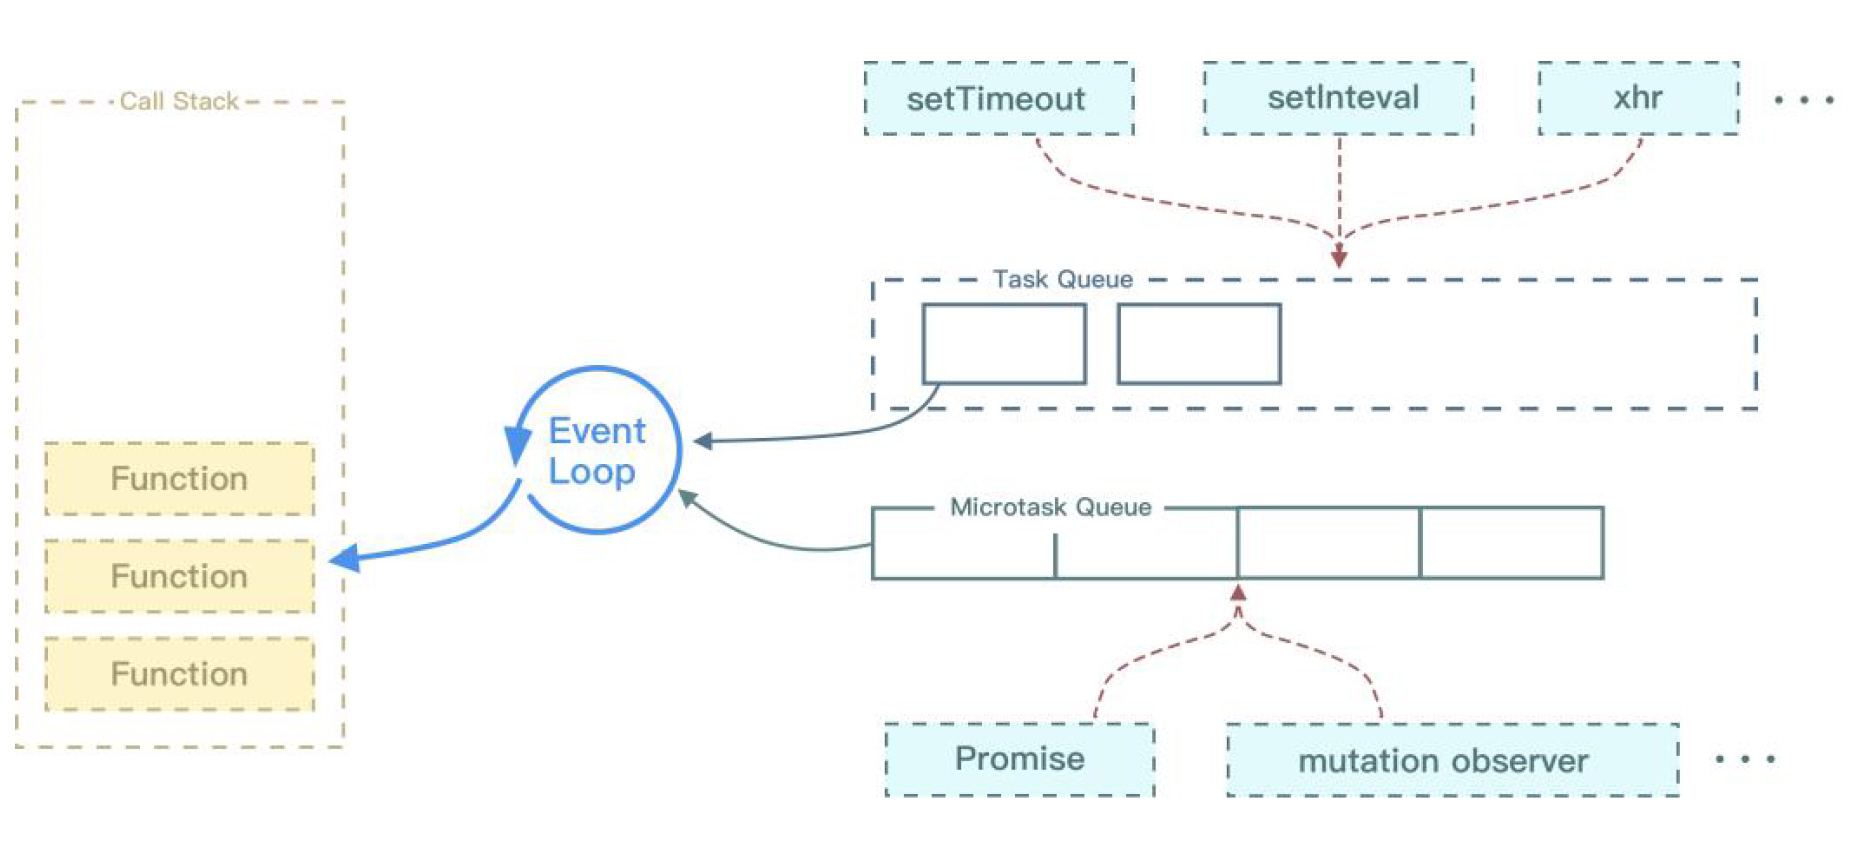 Call Stack
Function
Function
Function
Event
Loop
setTimeout
setInteval
xhr
...
Task Queue
Microtask Queue
Promise
mutation observer
...